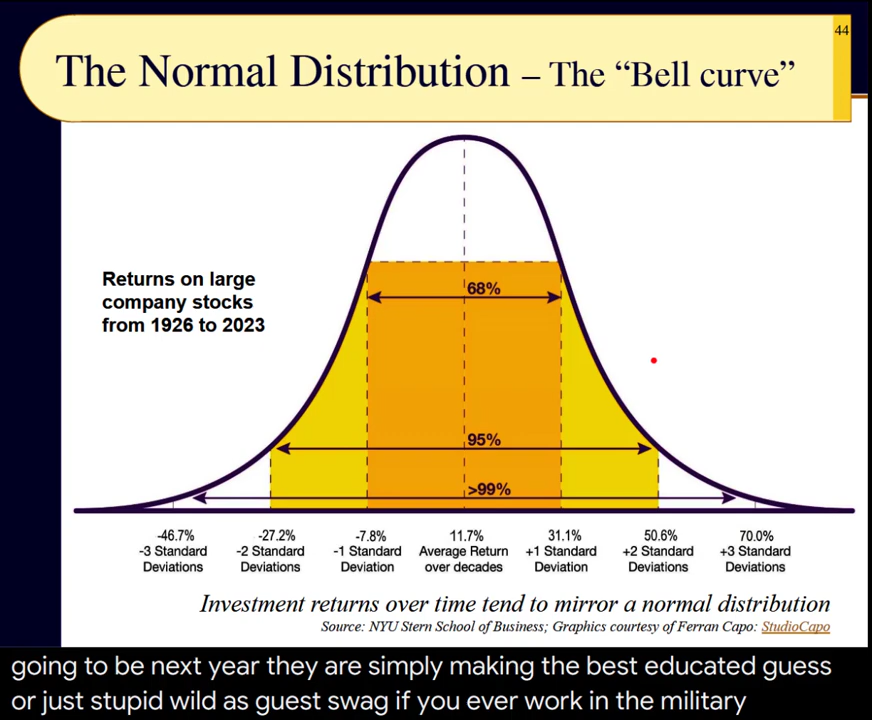 44
The Normal Distribution – The “Bell curve”
Returns on large
company stocks
from 1926 to 2023
68%
95%
>99%
-46.7%
-3 Standard
Deviations
-27.2%
-2 Standard
Deviations
-7.8%
-1 Standard
Deviation
11.7%
Average Return
over decades
31.1%
+1 Standard
Deviation
50.6%
+2 Standard
Deviations
70.0%
+3 Standard
Deviations
Investment returns over time tend to mirror a normal distribution
Source: NYU Stern School of Business; Graphics courtesy of Ferran Capo: StudioCapo
going to be next year they are simply making the best educated guess
or just stupid wild as guest swag if you ever work in the military